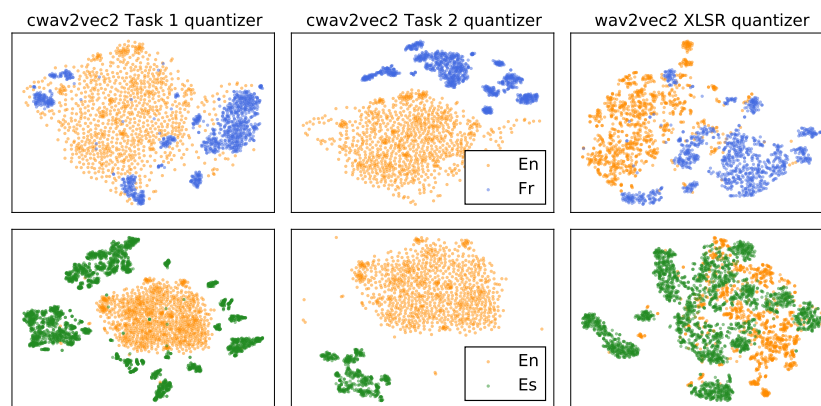 cwav2vec2 Task 1 quantizer
cwav2vec2 Task 2 quantizer
wav2vec2 XLSR quantizer
En
Fr
En
Es